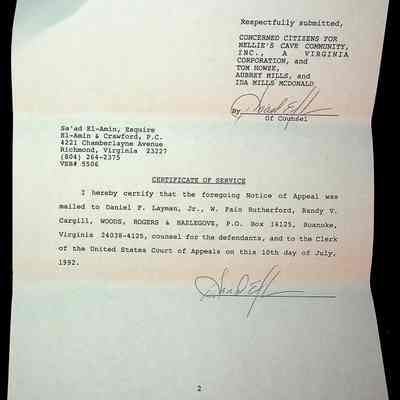 Respectfully submitted,
CONCERNED CITIZENS FOR
NELLIE'S CAVE COMMUNITY,
INC., A VIRGINIA
CORPORATION, and
TOM HOWZE,
AUBREY MILLS, and
IDA MILLS MCDONALD
By
Of Counsel
Sa'ad El-Amin, Esquire
El-Amin & Crawford, P.C.
4221 Chamberlayne Avenue
Richmond, Virginia 23227
(804) 264-2375
VSB# 5506
CERTIFICATE OF SERVICE
I hereby certify that the foregoing Notice of Appeal was
mailed to Daniel F. Layman, Jr., W. Fain Rutherford, Randy V.
Cargill, WOODS, ROGERS & HAZLEGOVE, P.O. Box 14125, Roanoke,
Virginia 24038-4125, counsel for the defendants, and to the Clerk
of the United States Court of Appeals on this 10th day of July,
1992.
2